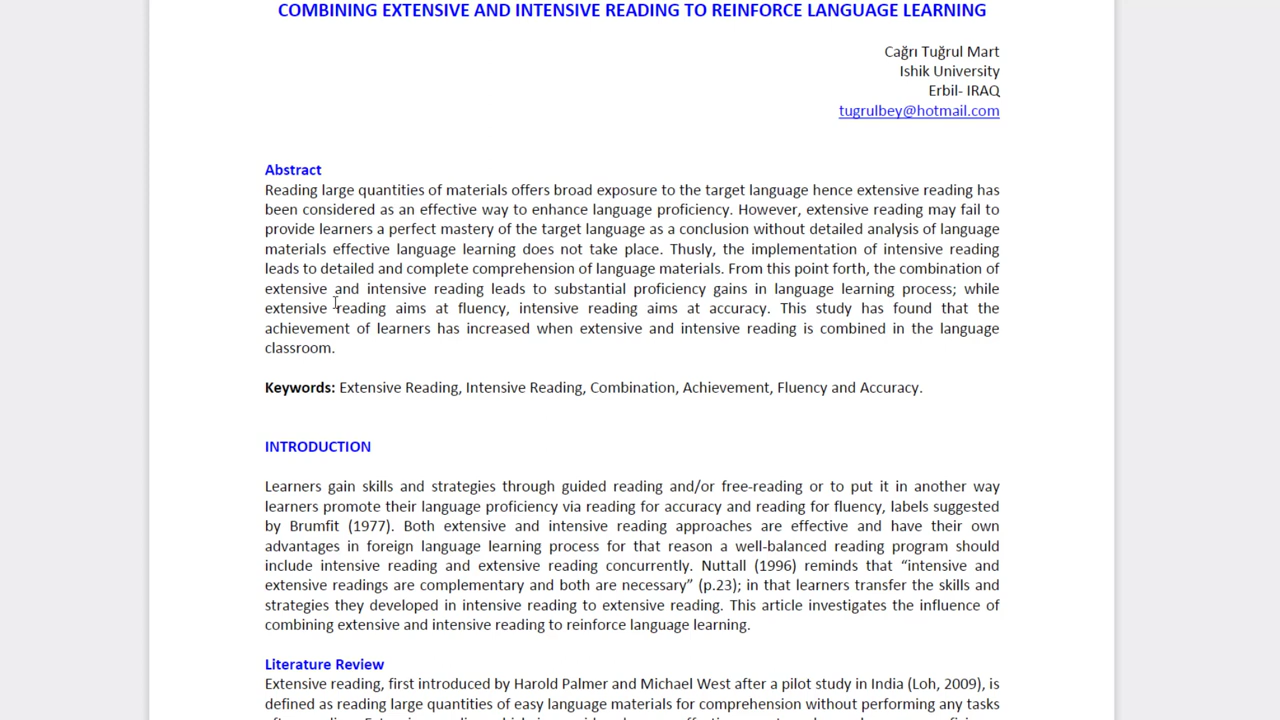 COMBINING EXTENSIVE AND INTENSIVE READING TO REINFORCE LANGUAGE LEARNING
Cağrı Tuğrul Mart
Ishik University
Erbil- IRAQ
tugrulbey@hotmail.com
Abstract
Reading large quantities of materials offers broad exposure to the target language hence extensive reading has
been considered as an effective way to enhance language proficiency. However, extensive reading may fail to
provide learners a perfect mastery of the target language as a conclusion without detailed analysis of language
materials effective language learning does not take place. Thusly, the implementation of intensive reading
leads to detailed and complete comprehension of language materials. From this point forth, the combination of
extensive and intensive reading leads to substantial proficiency gains in language learning process; while
extensive reading aims at fluency, intensive reading aims at accuracy. This study has found that the
achievement of learners has increased when extensive and intensive reading is combined in the language
classroom.
Keywords: Extensive Reading, Intensive Reading, Combination, Achievement, Fluency and Accuracy.
INTRODUCTION
Learners gain skills and strategies through guided reading and/or free-reading or to put it in another way
learners promote their language proficiency via reading for accuracy and reading for fluency, labels suggested
by Brumfit (1977). Both extensive and intensive reading approaches are effective and have their own
advantages in foreign language learning process for that reason a well-balanced reading program should
include intensive reading and extensive reading concurrently. Nuttall (1996) reminds that “intensive and
extensive readings are complementary and both are necessary” (p.23); in that learners transfer the skills and
strategies they developed in intensive reading to extensive reading. This article investigates the influence of
combining extensive and intensive reading to reinforce language learning.
Literature Review
Extensive reading, first introduced by Harold Palmer and Michael West after a pilot study in India (Loh, 2009), is
defined as reading large quantities of easy language materials for comprehension without performing any tasks